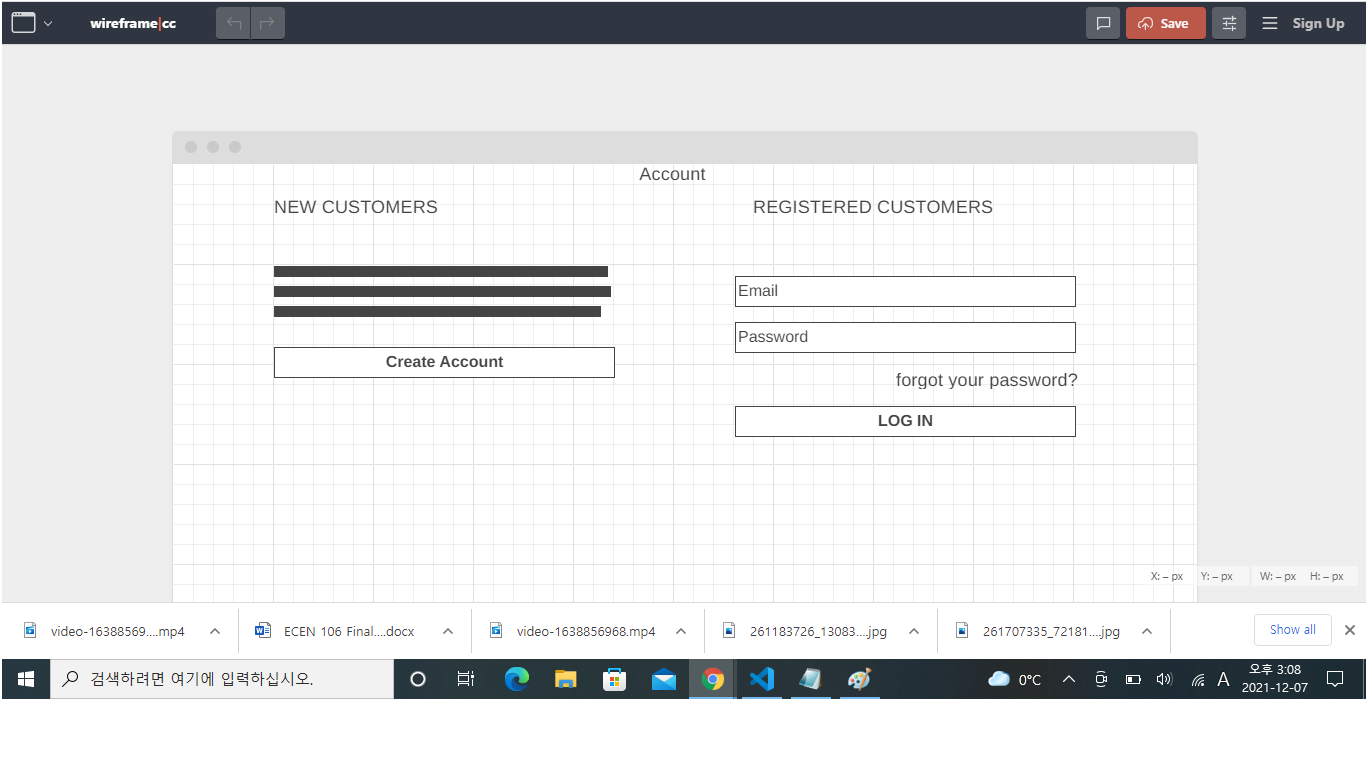 wireframe|cc
Save
Sign Up
Account
NEW CUSTOMERS
REGISTERED CUSTOMERS
Email
Password
Create Account
forgot your password?
LOG IN
X: – px Y: – px W: – px H: – px
video-16388569....mp4
ECEN 106 Final....docx
video-1638856968.mp4
261183726_13083....jpg
261707335_72181....jpg
Show all
검색하려면 여기에 입력하십시오.
0°C
A
오후 3:08
2021-12-07